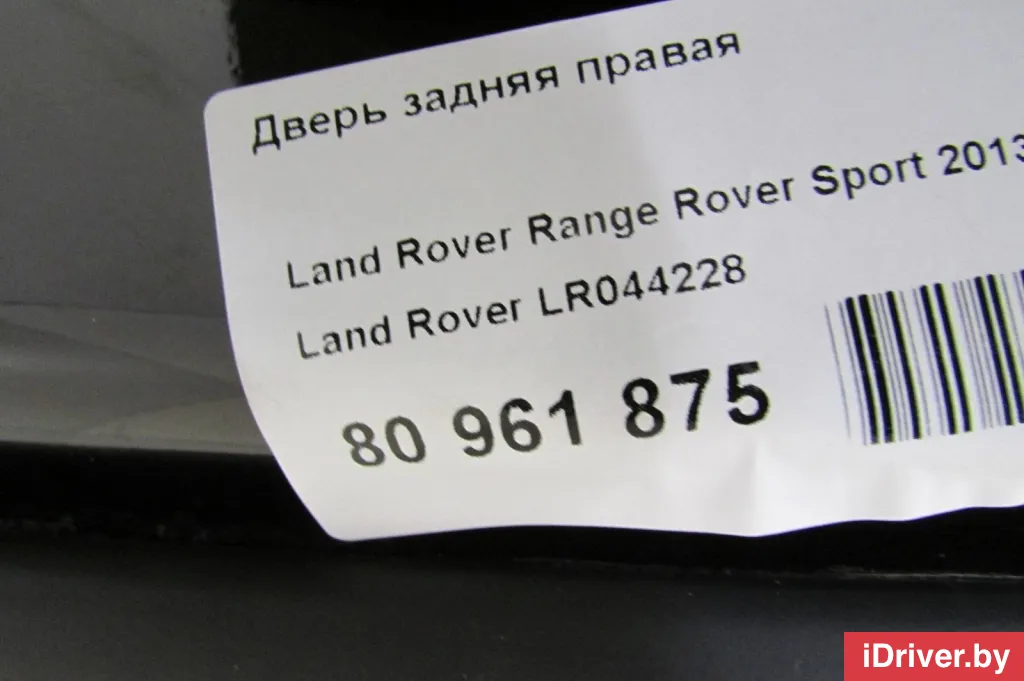 Дверь задняя правая
Land Rover Range Rover Sport 2013
Land Rover LR044228
80 961 875
iDriver.by